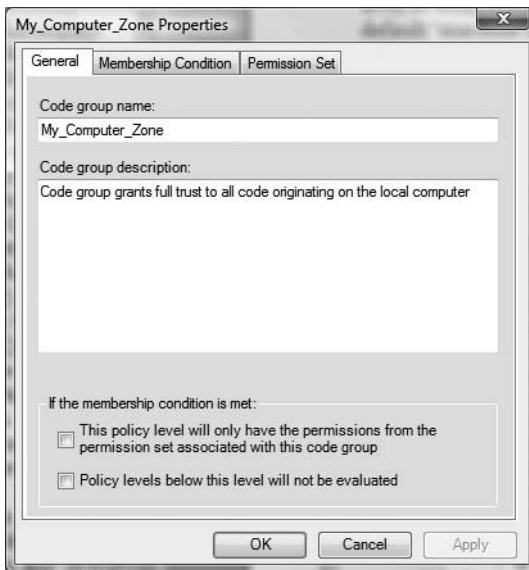 My_Computer_Zone Properties
General
Membership Condition
Permission Set
Code group name:
My_Computer_Zone
Code group description:
Code group grants full trust to all code originating on the local computer
If the membership condition is met:
This policy level will only have the permissions from the
permission set associated with this code group
Policy levels below this level will not be evaluated
OK
Cancel
Apply